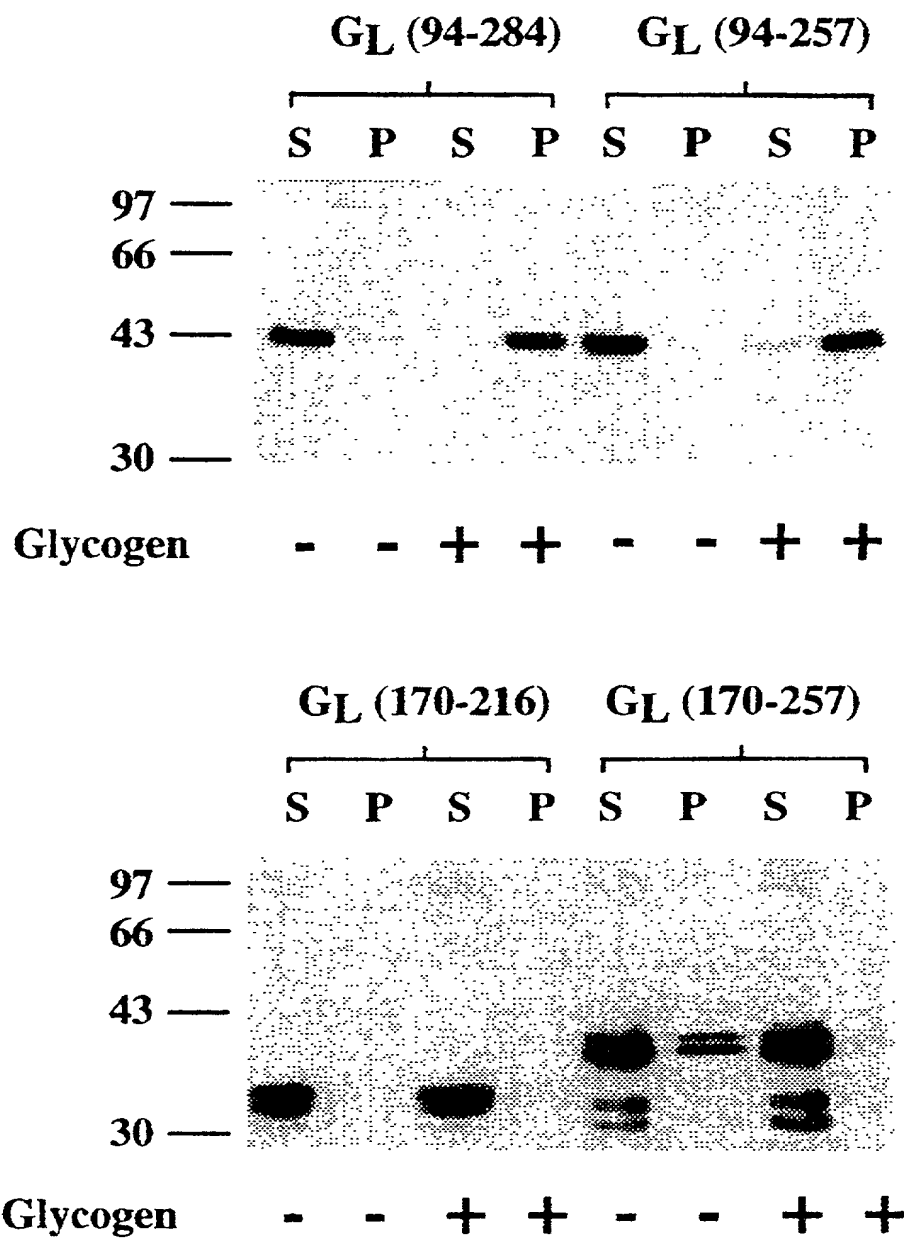 GL (94-284) GL (94-257)
S P S P S P S P
97
66
43
30
Glycogen - - + + - - + +
GL (170-216) GL (170-257)
S P S P S P S P
97
66
43
30
Glycogen - - + + - - + +